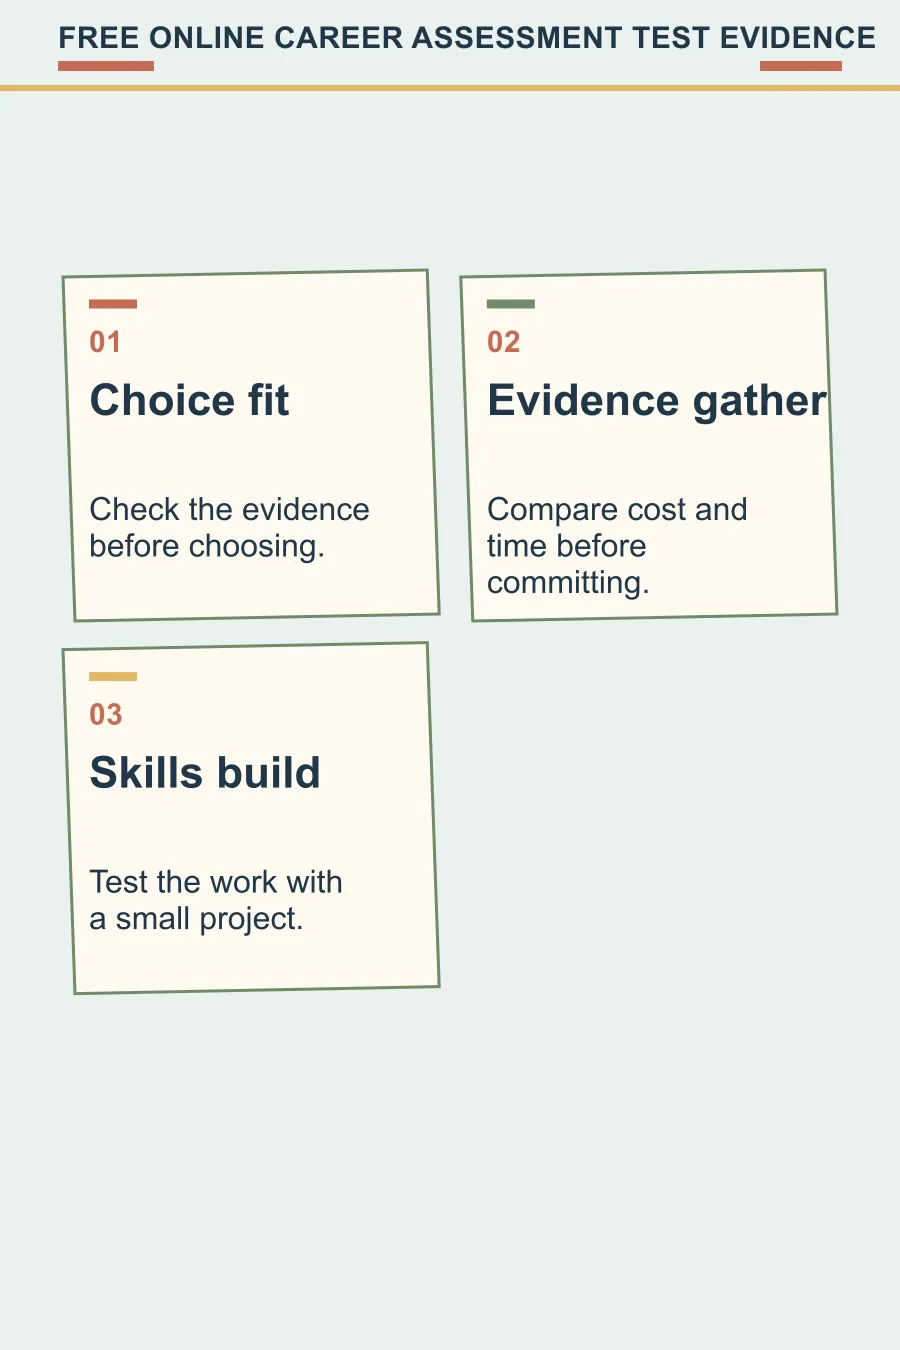 FREE ONLINE CAREER ASSESSMENT TEST EVIDENCE
01
Choice fit
Check the evidence
before choosing.
02
Evidence gather
Compare cost and
time before
committing.
03
Skills build
Test the work with
a small project.